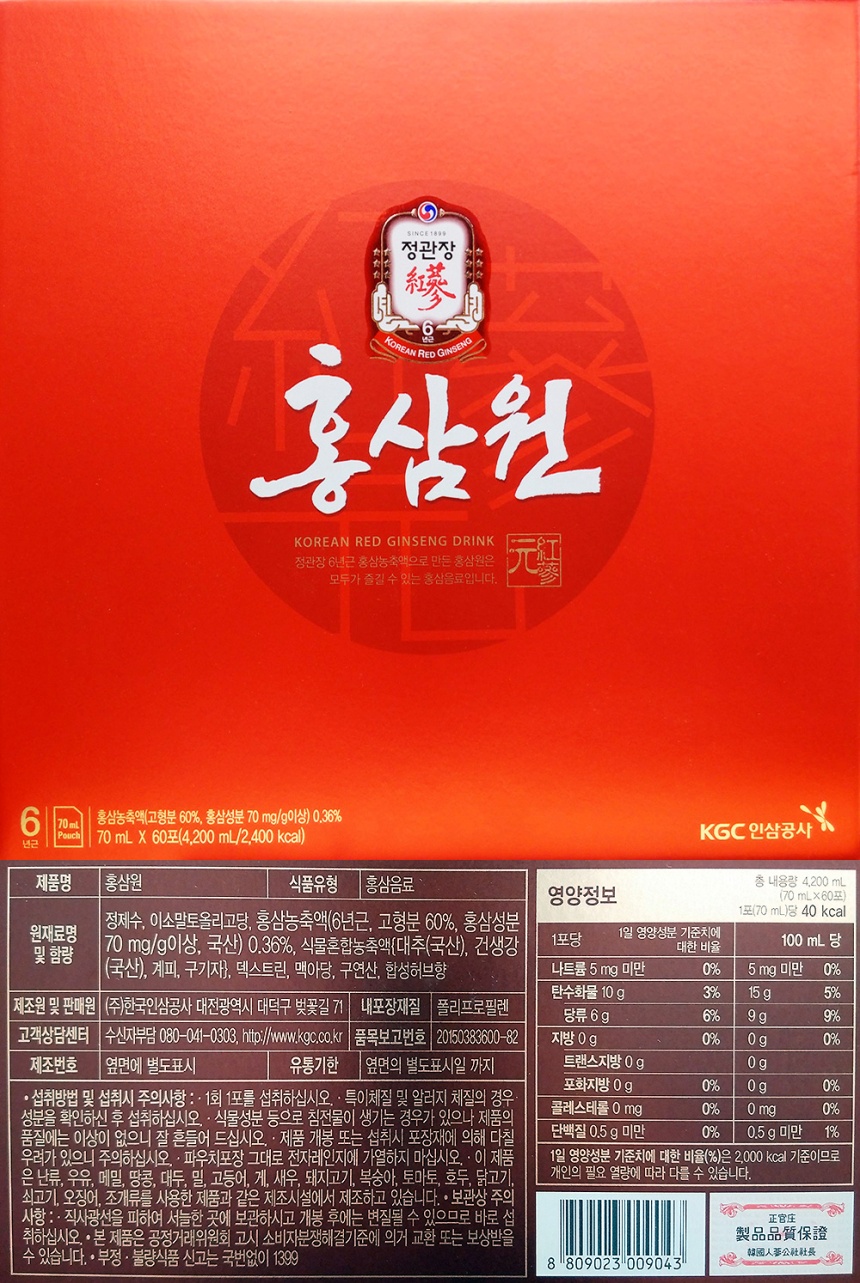 SINCE 1899
정관장
紅蔘
6
년근
KOREAN RED GINSENG
홍삼원
KOREAN RED GINSENG DRINK
정관장 6년근 홍삼농축액으로 만든 홍삼원은
모두가 즐길 수 있는 홍삼음료입니다.
紅蔘元
6
년근
70 mL
Pouch
홍삼농축액(고형분 60%, 홍삼성분 70 mg/g이상) 0.36%
70 mL X 60포(4,200 mL/2,400 kcal)
KGC 인삼공사
제품명 홍삼원 식품유형 홍삼음료
원재료명 및 함량
정제수, 이소말토올리고당, 홍삼농축액(6년근, 고형분 60%, 홍삼성분
70 mg/g이상, 국산) 0.36%, 식물혼합농축액{대추(국산), 건생강
(국산), 계피, 구기자}, 덱스트린, 맥아당, 구연산, 합성허브향
제조원 및 판매원 (주)한국인삼공사 대전광역시 대덕구 벚꽃길 71 내포장재질 폴리프로필렌
고객상담센터 수신자부담 080-041-0303, http://www.kgc.co.kr 품목보고번호 20150383600-82
제조번호 옆면에 별도표시 유통기한 옆면의 별도표시일 까지
• 섭취방법 및 섭취시 주의사항 : · 1회 1포를 섭취하십시오. · 특이체질 및 알러지 체질의 경우
성분을 확인하신 후 섭취하십시오. · 식물성분 등으로 침전물이 생기는 경우가 있으나 제품의
품질에는 이상이 없으니 잘 흔들어 드십시오. · 제품 개봉 또는 섭취시 포장재에 의해 다칠
우려가 있으니 주의하십시오. · 파우치포장 그대로 전자레인지에 가열하지 마십시오. · 이 제품
은 난류, 우유, 메밀, 땅콩, 대두, 밀, 고등어, 게, 새우, 돼지고기, 복숭아, 토마토, 호두, 닭고기,
쇠고기, 오징어, 조개류를 사용한 제품과 같은 제조시설에서 제조하고 있습니다. • 보관상 주의
사항 : · 직사광선을 피하여 서늘한 곳에 보관하시고 개봉 후에는 변질될 수 있으므로 바로 섭
취하십시오. • 본 제품은 공정거래위원회 고시 소비자분쟁해결기준에 의거 교환 또는 보상받을
수 있습니다. • 부정 · 불량식품 신고는 국번없이 1399
영양정보
총 내용량 4,200 mL
(70 mL×60포)
1포(70 mL)당 40 kcal
1포당 1일 영양성분 기준치에 대한 비율 100 mL 당
나트륨 5 mg 미만 0% 5 mg 미만 0%
탄수화물 10 g 3% 15 g 5%
당류 6 g 6% 9 g 9%
지방 0 g 0% 0 g 0%
트랜스지방 0 g 0 g
포화지방 0 g 0% 0 g 0%
콜레스테롤 0 mg 0% 0 mg 0%
단백질 0.5 g 미만 0% 0.5 g 미만 1%
1일 영양성분 기준치에 대한 비율(%)은 2,000 kcal 기준이므로
개인의 필요 열량에 따라 다를 수 있습니다.
8 809023 009043
正官庄
製品品質保證
韓國人蔘公社社長